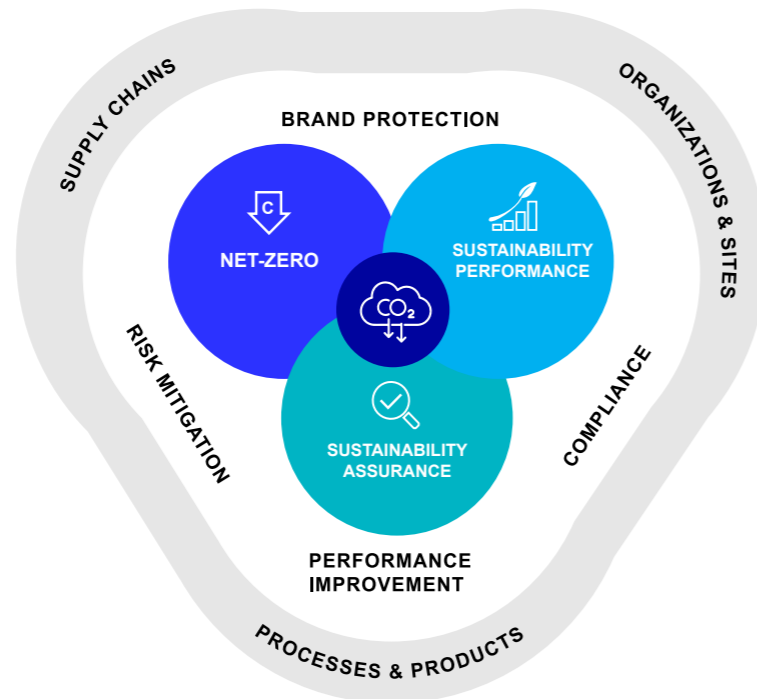 SUPPLY CHAINS
ORGANIZATIONS & SITES
BRAND PROTECTION
C
NET-ZERO
SUSTAINABILITY
PERFORMANCE
CO₂
RISK MITIGATION
COMPLIANCE
SUSTAINABILITY
ASSURANCE
PERFORMANCE
IMPROVEMENT
PROCESSES & PRODUCTS